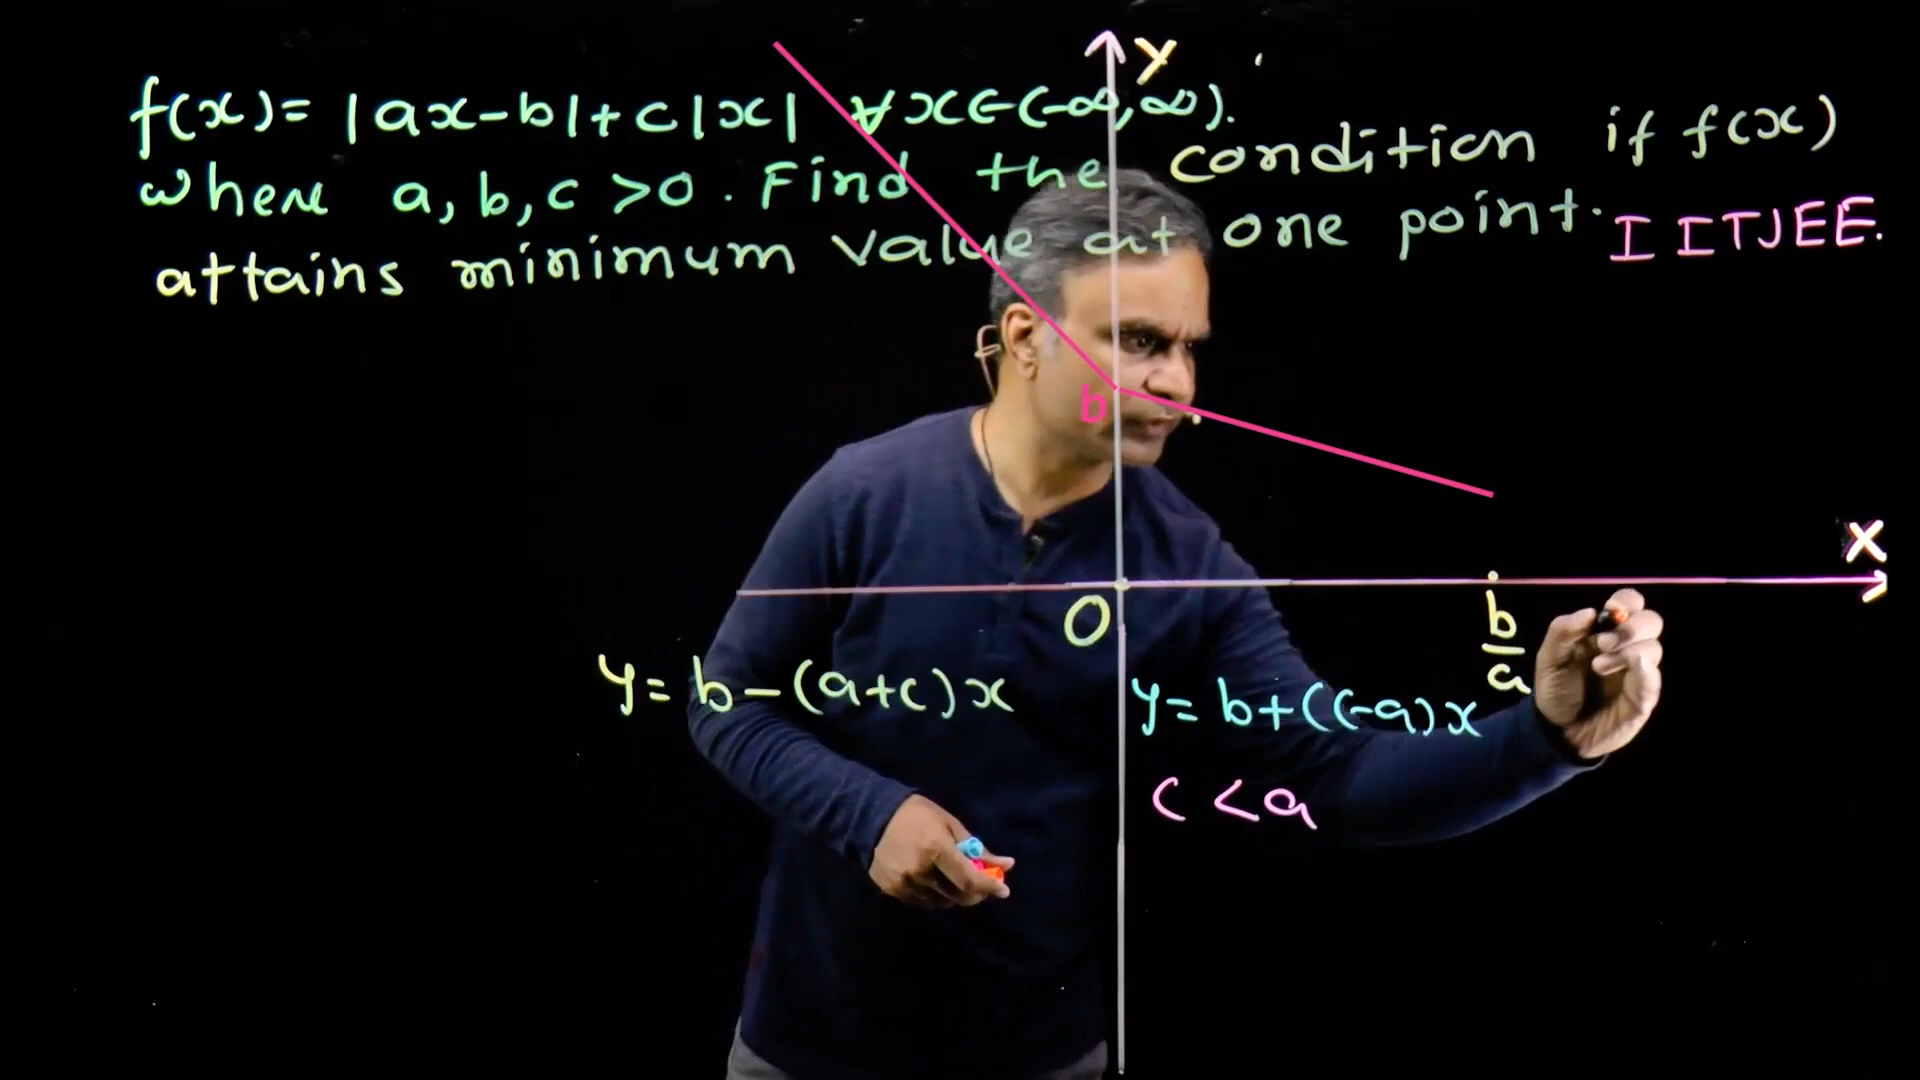 f(x) = |ax-b|+c|x| ∀ x∈(-∞,∞).
where a, b, c >0. Find the condition if f(x)
attains minimum value at one point. IITJEE.
Y
b
X
O
b/a
y = b-(a+c)x
y = b+(c-a)x
c < a